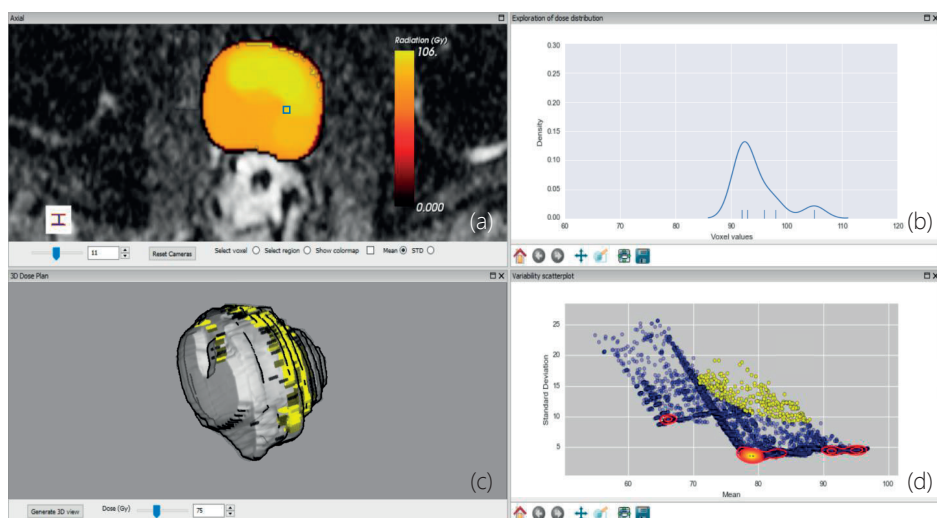 Axial
Radiation (Gy)
106.
0.000
(a)
11
Reset Cameras
Select voxel
Select region
Show colormap
Mean
STD
Exploration of dose distribution
0.30
0.25
0.20
0.15
0.10
0.05
0.00
Density
60
60
80
90
100
110
120
Voxel values
(b)
3D Dose Plan
(c)
Generate 3D view
Dose (Gy)
75
Variability scatterplot
25
20
15
10
5
Standard Deviation
60
70
80
90
100
Mean
(d)